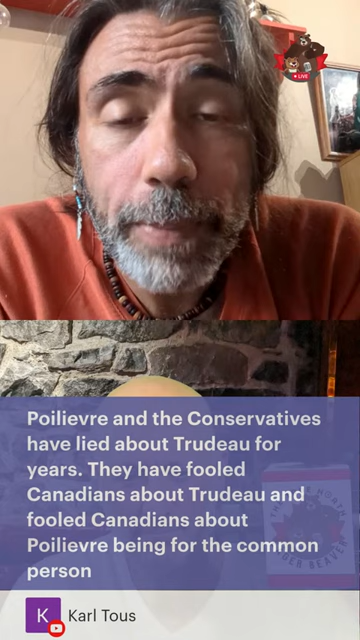 LIVE
Poilievre and the Conservatives
have lied about Trudeau for
years. They have fooled
Canadians about Trudeau and
fooled Canadians about
Poilievre being for the common
person
K
Karl Tous